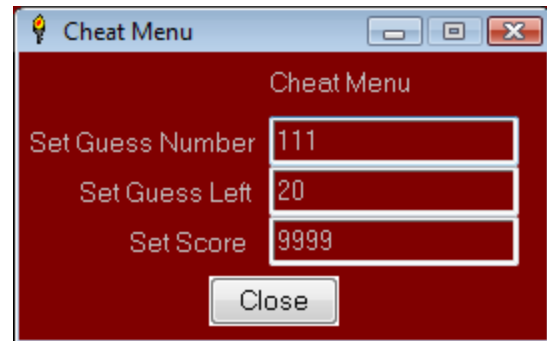 Cheat Menu
Cheat Menu
Set Guess Number 111
Set Guess Left 20
Set Score 9999
Close